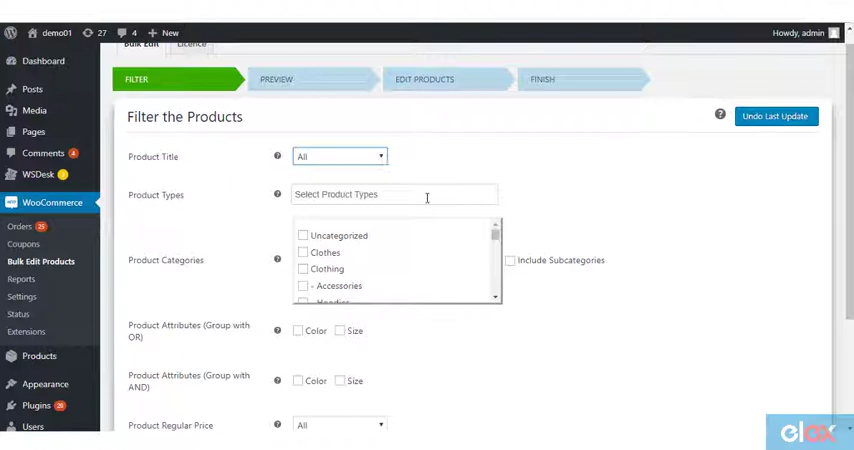 demo01
27
4
New
Howdy, admin
Dashboard
Posts
Media
Pages
Comments 4
WSDesk 3
WooCommerce
Orders 25
Coupons
Bulk Edit Products
Reports
Settings
Status
Extensions
Products
Appearance
Plugins 26
Users
Bulk Edit
Licence
FILTER
PREVIEW
EDIT PRODUCTS
FINISH
Filter the Products
Undo Last Update
Product Title
All
Product Types
Select Product Types
Product Categories
Uncategorized
Clothes
Clothing
- Accessories
- Hoodies
Include Subcategories
Product Attributes (Group with
OR)
Color
Size
Product Attributes (Group with
AND)
Color
Size
Product Regular Price
All
elex